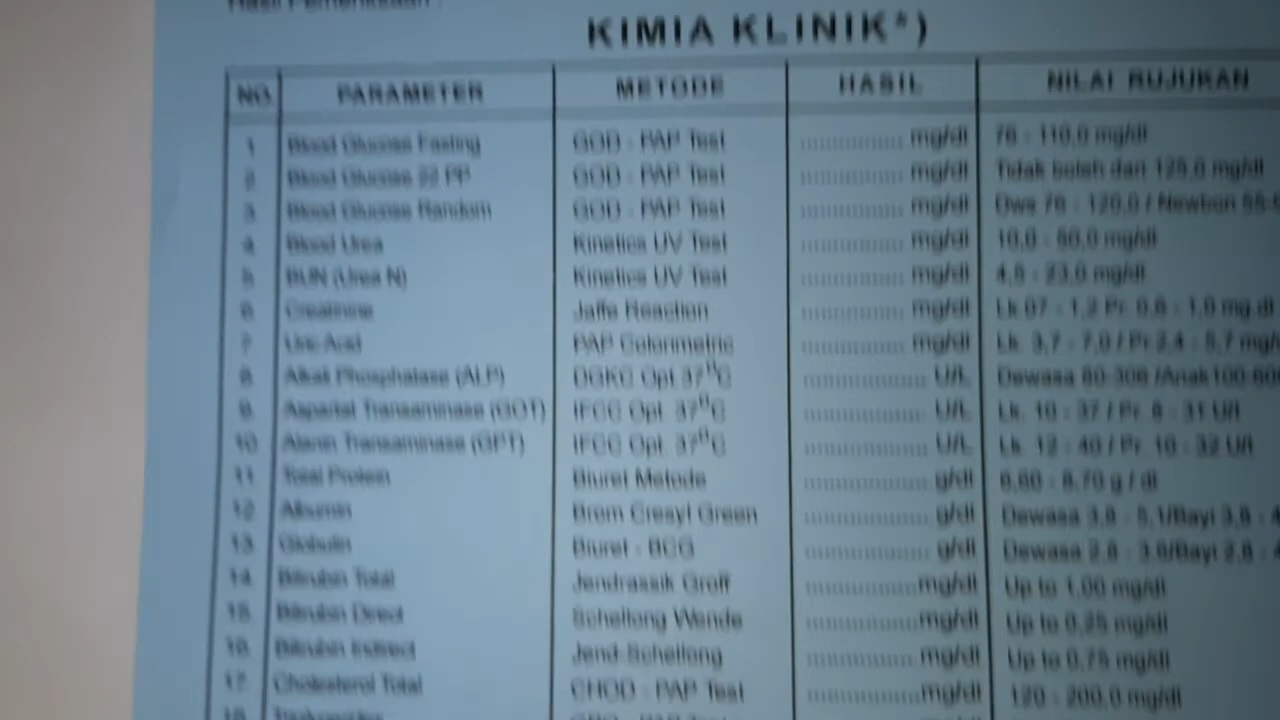 Hasil Pemeriksaan :
KIMIA KLINIK*)
NO. PARAMETER METODE HASIL NILAI RUJUKAN
1 Blood Glucose Fasting GOD - PAP Test ............... mg/dl 76 - 110,0 mg/dl
2 Blood Glucose PP GOD - PAP Test ............... mg/dl Tidak boleh dari 125,0 mg/dl
3 Blood Glucose Random GOD - PAP Test ............... mg/dl Dws 76 - 120,0 / Newborn
4 Blood Urea Kinetics UV Test ............... mg/dl 10,0 - 50,0 mg/dl
5 BUN (Urea N) Kinetics UV Test ............... mg/dl 4,5 - 23,0 mg/dl
6 Creatinine Jaffe Reaction ............... mg/dl Lk 07 - 1,2 Pr. 0,6 - 1,0 mg dl
7 Uric Acid PAP Colorimetric ............... mg/dl Lk. 3,7 - 7,0 / Pr 2,4 - 5,7 mg/
8. Alkali Phosphatase (ALP) DGKC Opt 37°C ............... U/L Dewasa 80-306 /Anak100-
9. Aspartat Transaminase (GOT) IFCC Opt. 37°C ............... U/L Lk. 10 - 37 / Pr. 8 - 31 U/l
10. Alanin Transaminase (GPT) IFCC Opt. 37°C ............... U/L Lk. 12 - 40 / Pr. 10 - 32 U/l
11. Total Protein Biuret Metode ............... g/dl 6,60 - 8,70 g / dl
12. Albumin Brom Cresyl Green ............... g/dl Dewasa 3,8 - 5,1/Bayi 3,8 -
13. Globulin Biuret - BCG ............... g/dl Dewasa 2,8 - 3,6/Bayi 2,8 -
14. Bilirubin Total Jendrassik Groff ............... mg/dl Up to 1,00 mg/dl
15. Bilirubin Direct Schellong Wende ............... mg/dl Up to 0,25 mg/dl
16. Bilirubin Indirect Jend-Schellong ............... mg/dl Up to 0,75 mg/dl
17. Cholesterol Total CHOD - PAP Test ............... mg/dl 120 - 200,0 mg/dl
18.